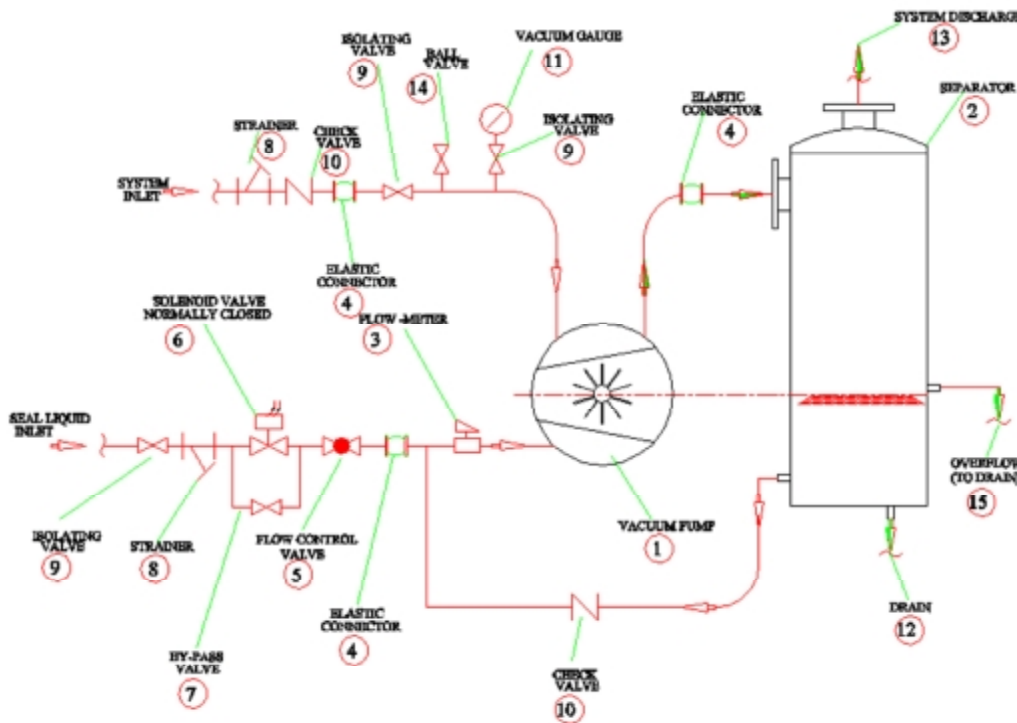 SYSTEM DISCHARGE
13
ISOLATING
VALVE
9
BALL
VALVE
14
VACUUM GAUGE
11
ELASTIC
CONNECTOR
4
SEPARATOR
2
STRAINER
8
CHECK
VALVE
10
ISOLATING
VALVE
9
SYSTEM
INLET
ELASTIC
CONNECTOR
4
SOLENOID VALVE
NORMALLY CLOSED
6
FLOW-METER
3
SEAL LIQUID
INLET
OVERFLOW
(TO DRAIN)
15
ISOLATING
VALVE
9
STRAINER
8
FLOW CONTROL
VALVE
5
VACUUM PUMP
1
ELASTIC
CONNECTOR
4
DRAIN
12
HY-PASS
VALVE
7
CHECK
VALVE
10